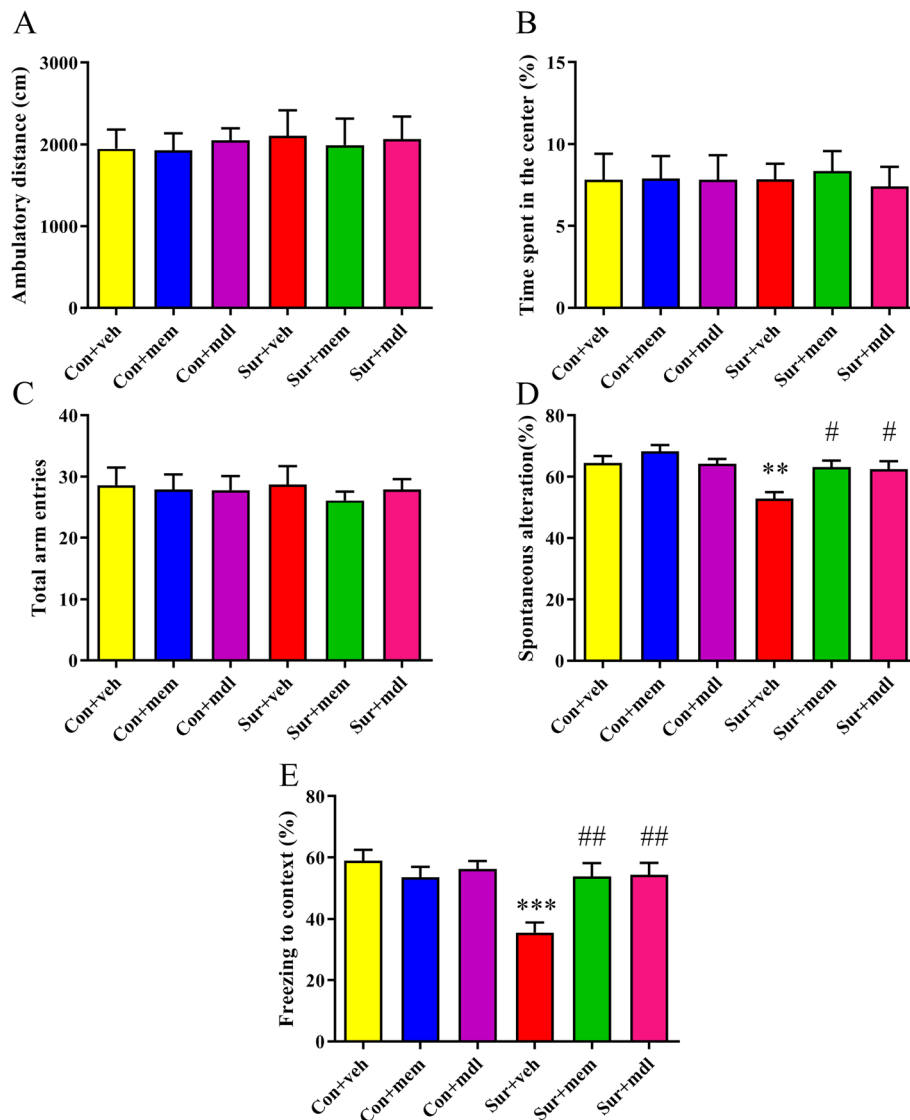 A
Ambulatory distance (cm)
3000
2000
1000
0
Con+veh
Con+mem
Con+mdl
Sur+veh
Sur+mem
Sur+mdl
B
Time spent in the center (%)
15
10
5
0
Con+veh
Con+mem
Con+mdl
Sur+veh
Sur+mem
Sur+mdl
C
Total arm entries
40
30
20
10
0
Con+veh
Con+mem
Con+mdl
Sur+veh
Sur+mem
Sur+mdl
D
Spontaneous alteration(%)
80
60
40
20
0
**
#
#
Con+veh
Con+mem
Con+mdl
Sur+veh
Sur+mem
Sur+mdl
E
Freezing to context (%)
80
60
40
20
0
***
##
##
Con+veh
Con+mem
Con+mdl
Sur+veh
Sur+mem
Sur+mdl